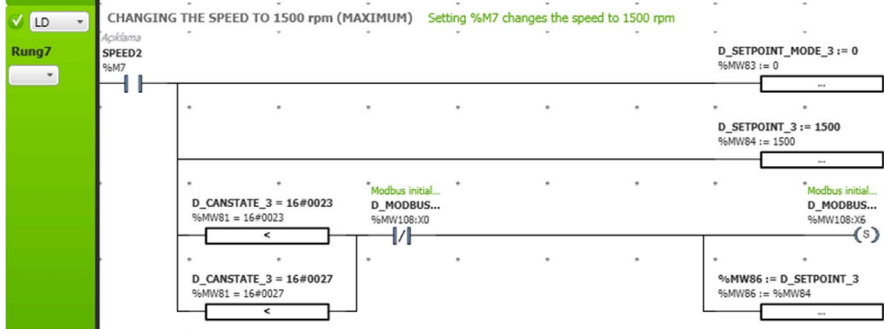 LD
CHANGING THE SPEED TO 1500 rpm (MAXIMUM) Setting %M7 changes the speed to 1500 rpm
Rung7
Açıklama
SPEED2
%M7
D_SETPOINT_MODE_3 := 0
%MW83 := 0
...
D_SETPOINT_3 := 1500
%MW84 := 1500
...
D_CANSTATE_3 = 16#0023
%MW81 = 16#0023
<
Modbus initial...
D_MODBUS...
%MW108:X0
/
Modbus initial...
D_MODBUS...
%MW108:X6
S
D_CANSTATE_3 = 16#0027
%MW81 = 16#0027
<
%MW86 := D_SETPOINT_3
%MW86 := %MW84
...